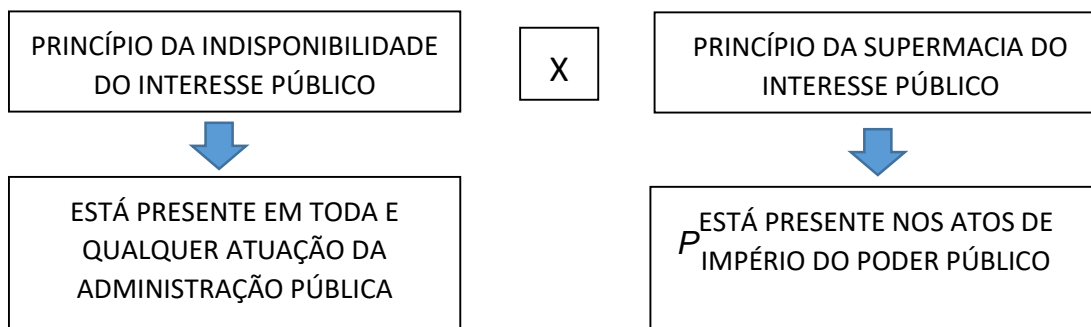 PRINCÍPIO DA INDISPONIBILIDADE
DO INTERESSE PÚBLICO
X
PRINCÍPIO DA SUPERMACIA DO
INTERESSE PÚBLICO
ESTÁ PRESENTE EM TODA E
QUALQUER ATUAÇÃO DA
ADMINISTRAÇÃO PÚBLICA
P
ESTÁ PRESENTE NOS ATOS DE
IMPÉRIO DO PODER PÚBLICO